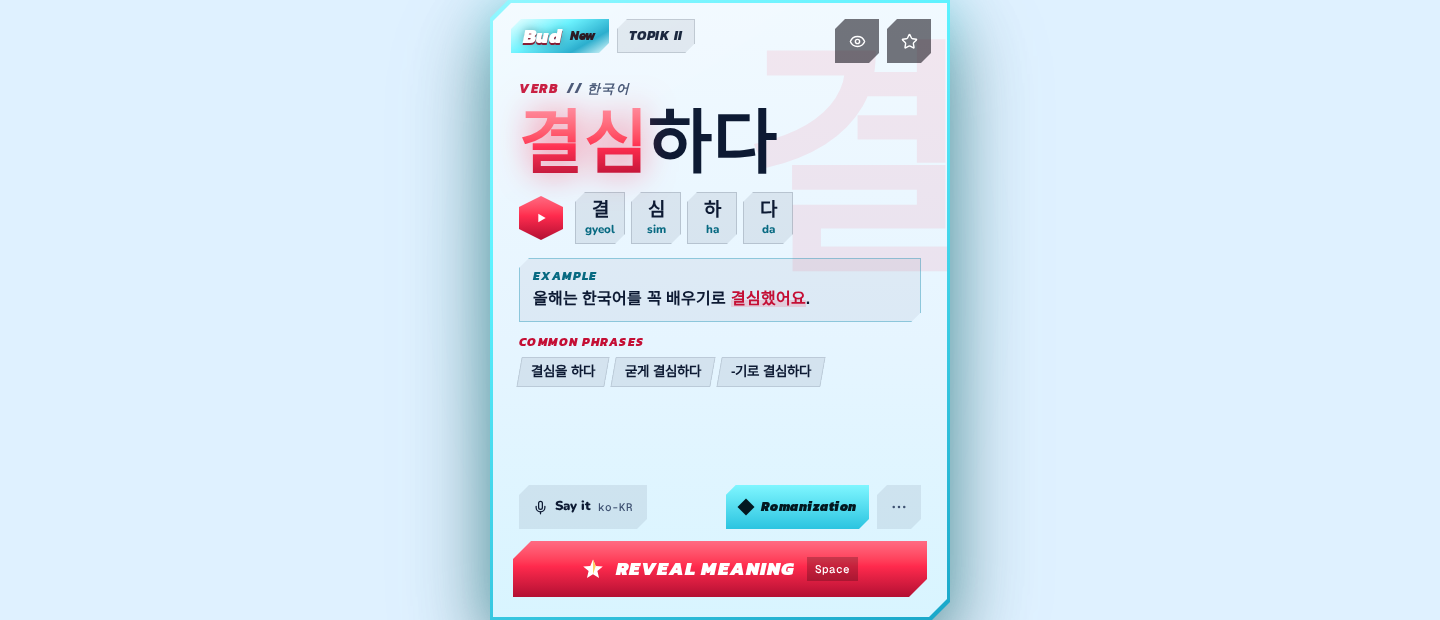 Bud New TOPIK II
VERB // 한국어
결심하다
결 심 하 다
gyeol sim ha da
EXAMPLE
올해는 한국어를 꼭 배우기로 결심했어요.
COMMON PHRASES
결심을 하다 굳게 결심하다 -기로 결심하다
Say it ko-KR Romanization ...
REVEAL MEANING Space
결